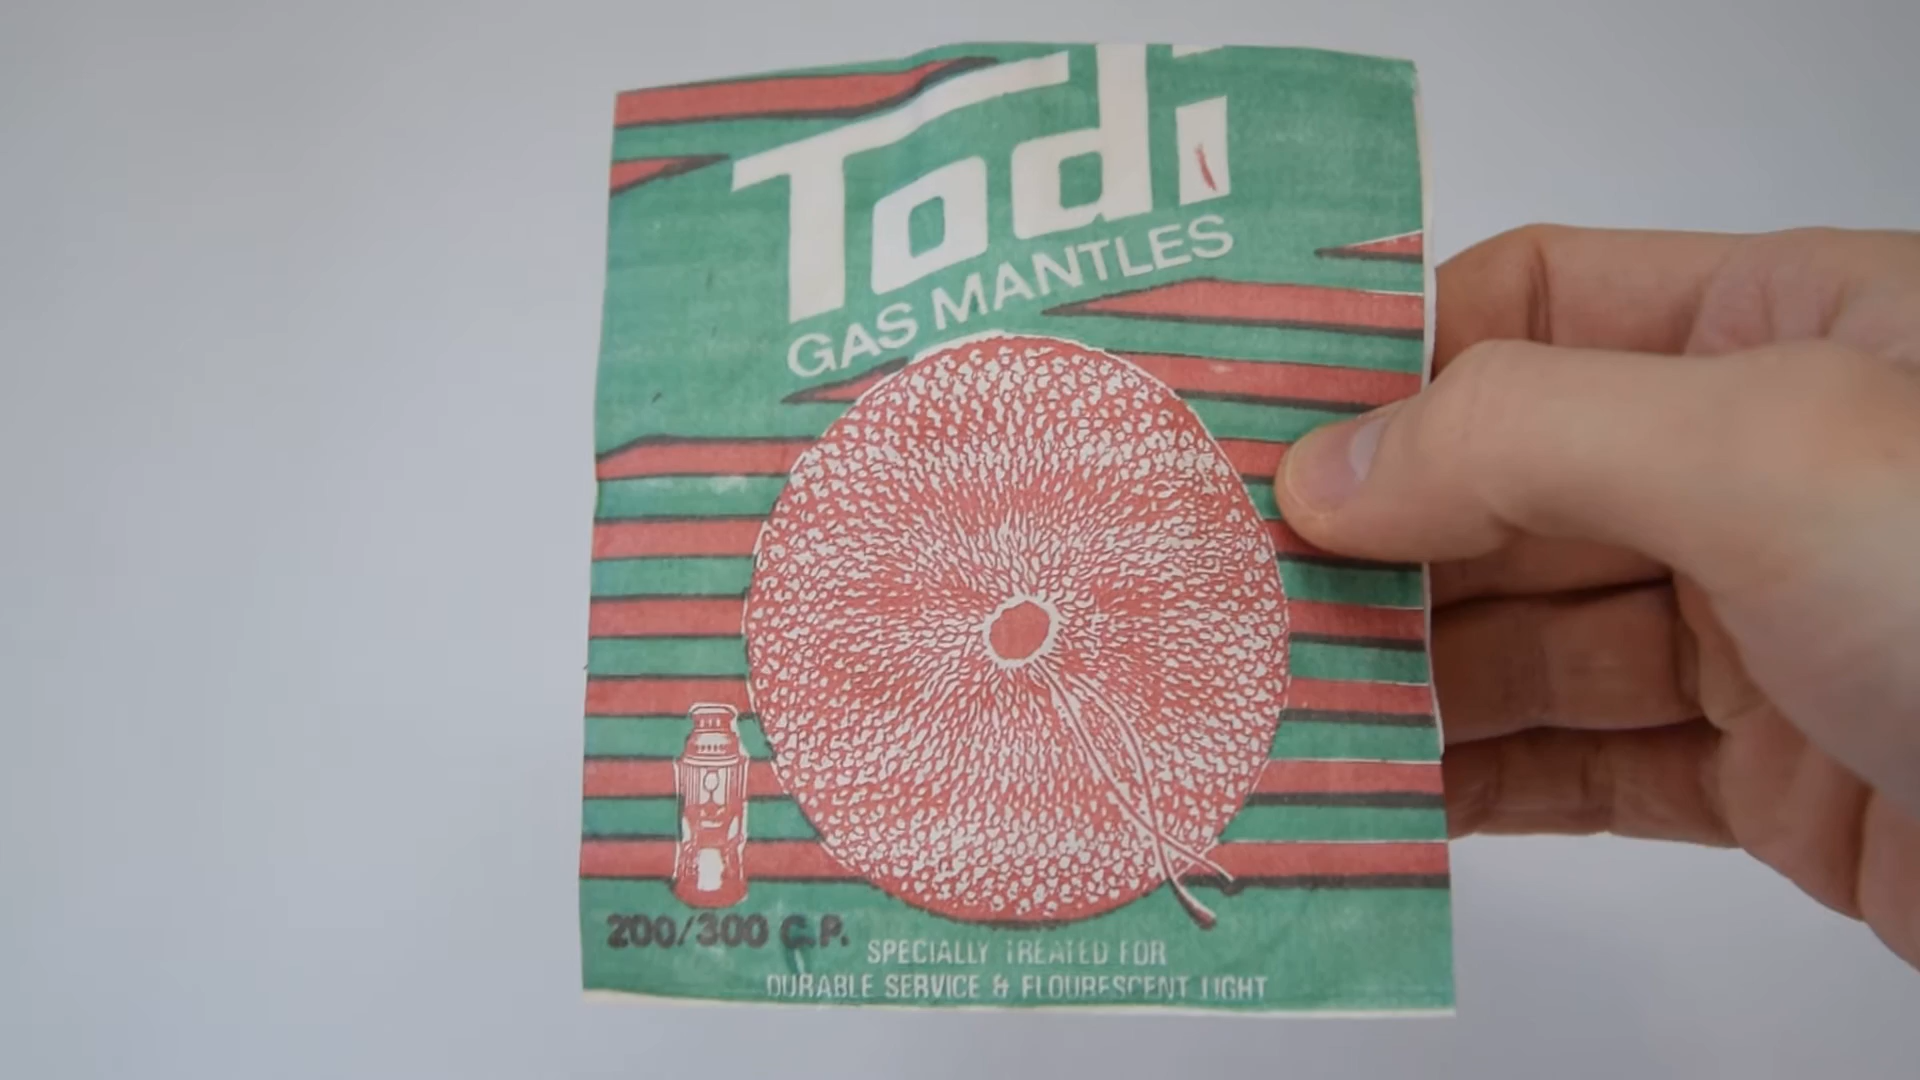 Todi
GAS MANTLES
200/300 C.P.
SPECIALLY TREATED FOR
DURABLE SERVICE & FLOURESCENT LIGHT